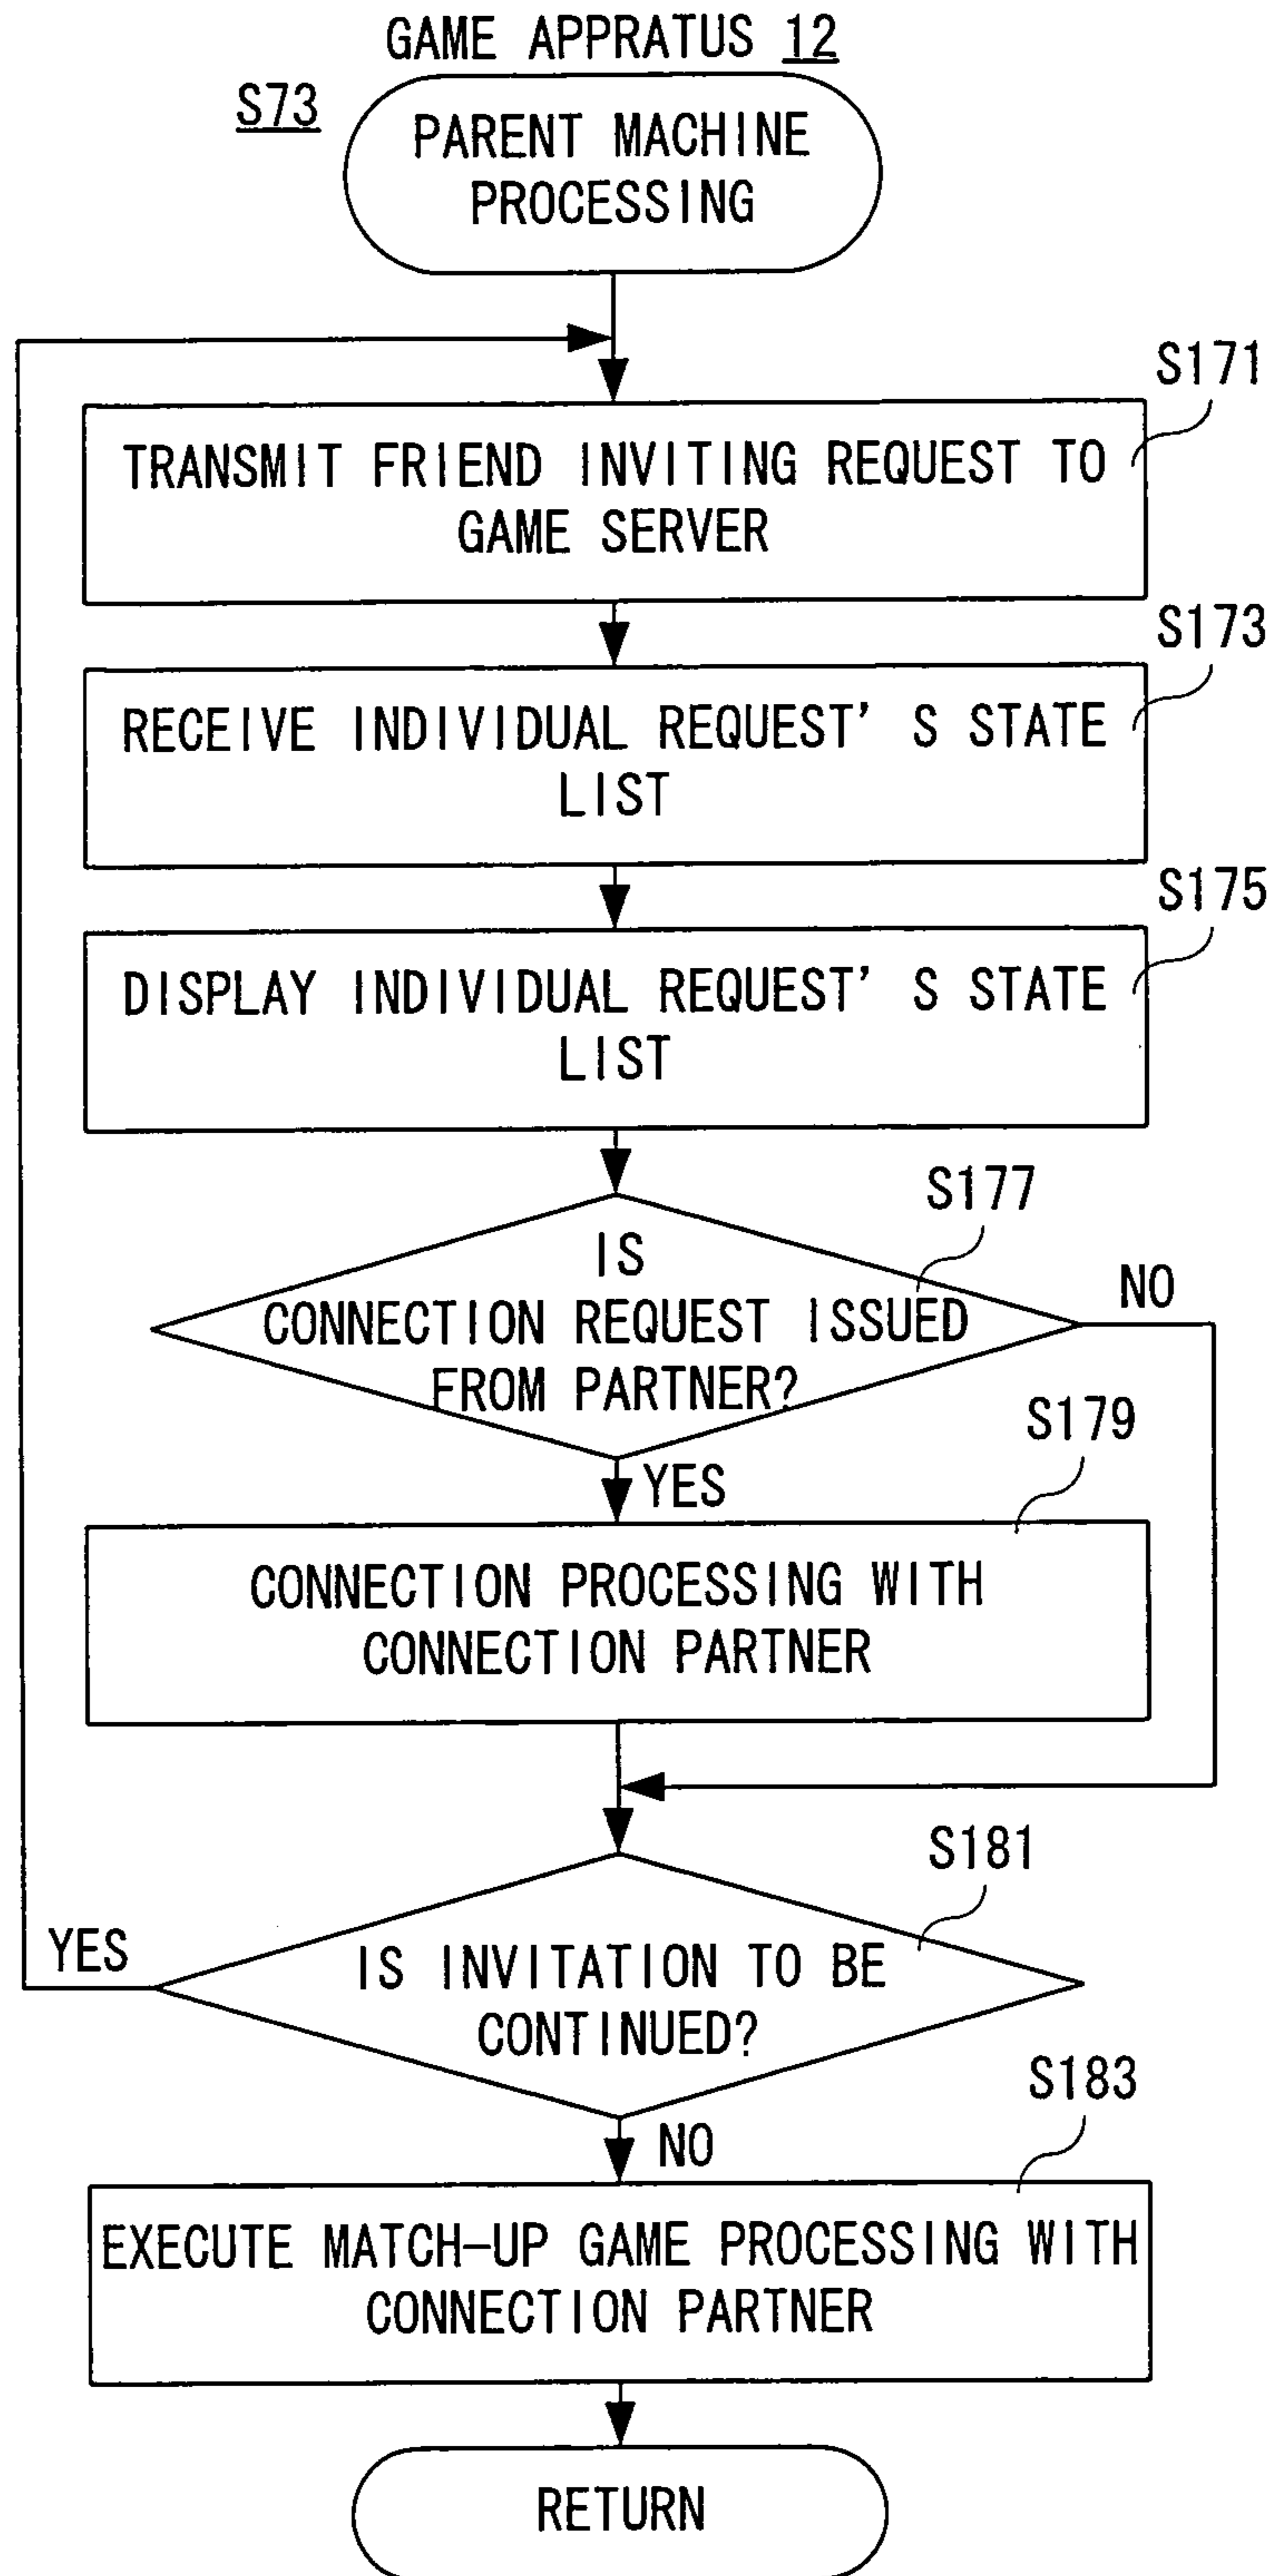 GAME APPRATUS 12
S73
PARENT MACHINE
PROCESSING
S171
TRANSMIT FRIEND INVITING REQUEST TO
GAME SERVER
S173
RECEIVE INDIVIDUAL REQUEST'S STATE
LIST
S175
DISPLAY INDIVIDUAL REQUEST'S STATE
LIST
S177
IS
CONNECTION REQUEST ISSUED
FROM PARTNER?
NO
YES
S179
CONNECTION PROCESSING WITH
CONNECTION PARTNER
S181
IS INVITATION TO BE
CONTINUED?
YES
NO
S183
EXECUTE MATCH-UP GAME PROCESSING WITH
CONNECTION PARTNER
RETURN